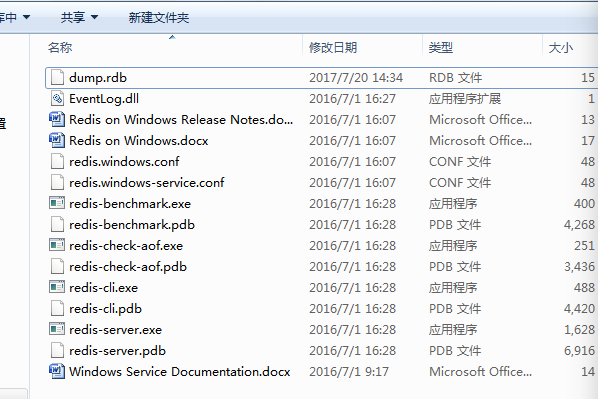 库中 共享 新建文件夹
名称 修改日期 类型 大小
dump.rdb 2017/7/20 14:34 RDB 文件 15
EventLog.dll 2016/7/1 16:27 应用程序扩展 1
置
Redis on Windows Release Notes.do... 2016/7/1 16:07 Microsoft Office... 13
Redis on Windows.docx 2016/7/1 16:07 Microsoft Office... 17
redis.windows.conf 2016/7/1 16:07 CONF 文件 48
redis.windows-service.conf 2016/7/1 16:07 CONF 文件 48
redis-benchmark.exe 2016/7/1 16:28 应用程序 400
redis-benchmark.pdb 2016/7/1 16:28 PDB 文件 4,268
redis-check-aof.exe 2016/7/1 16:28 应用程序 251
redis-check-aof.pdb 2016/7/1 16:28 PDB 文件 3,436
redis-cli.exe 2016/7/1 16:28 应用程序 488
redis-cli.pdb 2016/7/1 16:28 PDB 文件 4,420
redis-server.exe 2016/7/1 16:28 应用程序 1,628
redis-server.pdb 2016/7/1 16:28 PDB 文件 6,916
Windows Service Documentation.docx 2016/7/1 9:17 Microsoft Office... 14